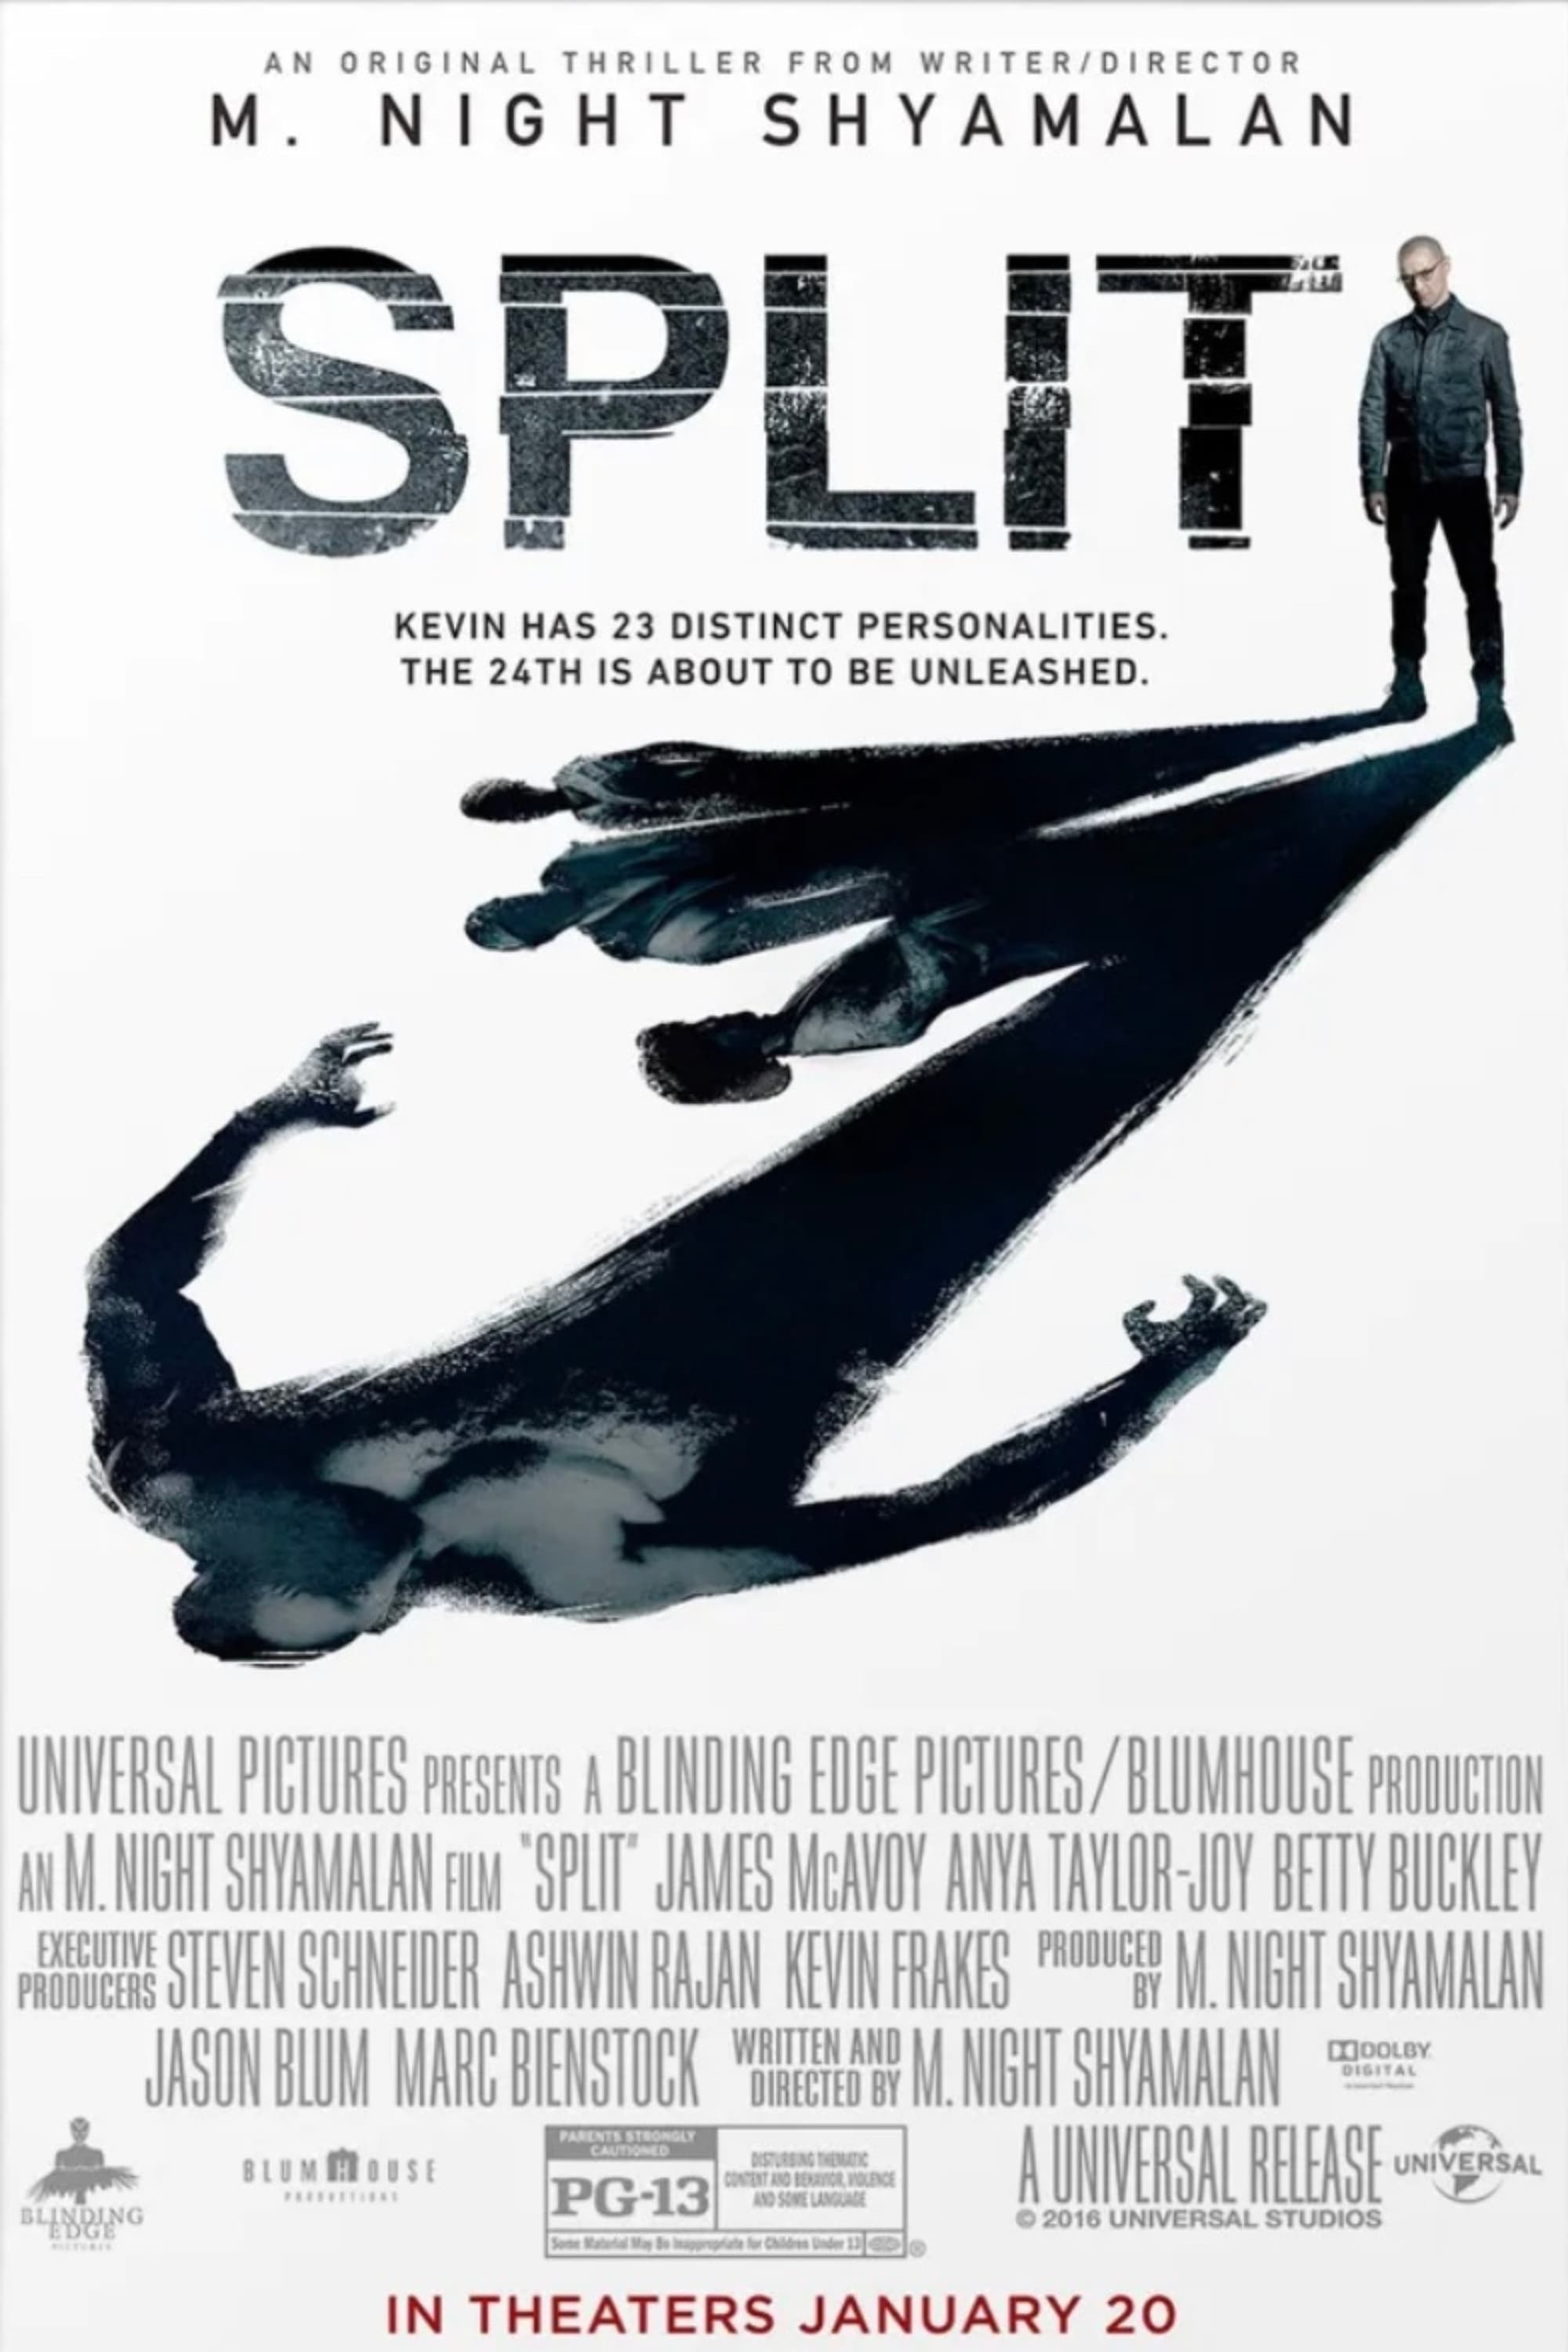 AN ORIGINAL THRILLER FROM WRITER/DIRECTOR
M. NIGHT SHYAMALAN
SPLIT
KEVIN HAS 23 DISTINCT PERSONALITIES.
THE 24TH IS ABOUT TO BE UNLEASHED.
UNIVERSAL PICTURES PRESENTS A BLINDING EDGE PICTURES/BLUMHOUSE PRODUCTION
AN M. NIGHT SHYAMALAN FILM "SPLIT" JAMES McAVOY ANYA TAYLOR-JOY BETTY BUCKLEY
EXECUTIVE PRODUCERS STEVEN SCHNEIDER ASHWIN RAJAN KEVIN FRAKES PRODUCED BY M. NIGHT SHYAMALAN
JASON BLUM MARC BIENSTOCK WRITTEN AND DIRECTED BY M. NIGHT SHYAMALAN
DOLBY
DIGITAL
BLINDING
EDGE
PICTURES
BLUMHOUSE
PRODUCTIONS
PARENTS STRONGLY
CAUTIONED
PG-13
DISTURBING THEMATIC
CONTENT AND BEHAVIOR, VIOLENCE
AND SOME LANGUAGE
Some Material May Be Inappropriate for Children Under 13
®
A UNIVERSAL RELEASE
© 2016 UNIVERSAL STUDIOS
UNIVERSAL
IN THEATERS JANUARY 20